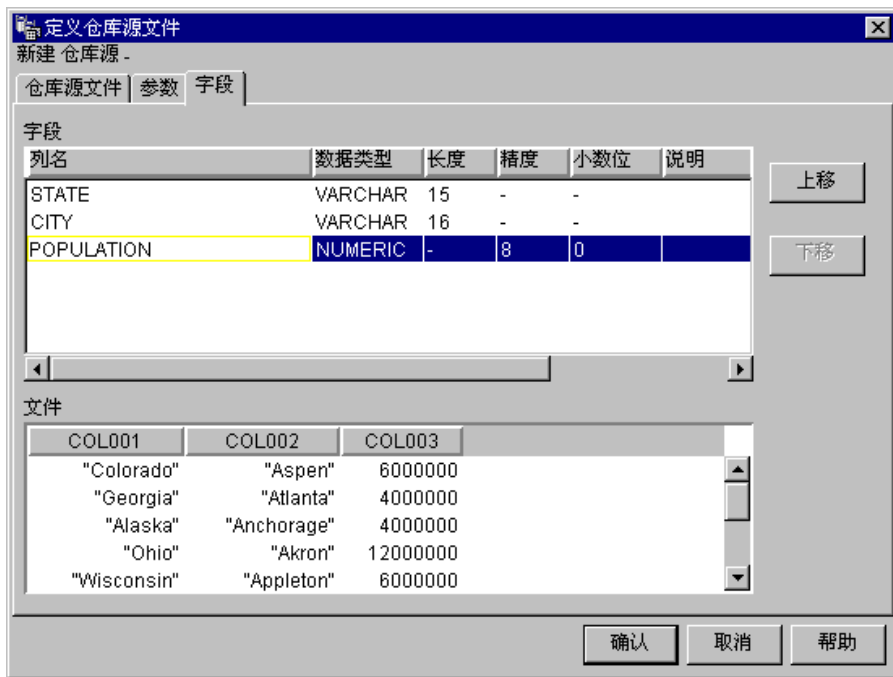 定义仓库源文件
新建 仓库源 -
仓库源文件 参数 字段
字段
列名 数据类型 长度 精度 小数位 说明
STATE VARCHAR 15 - -
CITY VARCHAR 16 - -
POPULATION NUMERIC - 8 0
上移
下移
文件
COL001 COL002 COL003
"Colorado" "Aspen" 6000000
"Georgia" "Atlanta" 4000000
"Alaska" "Anchorage" 4000000
"Ohio" "Akron" 12000000
"Wisconsin" "Appleton" 6000000
确认 取消 帮助